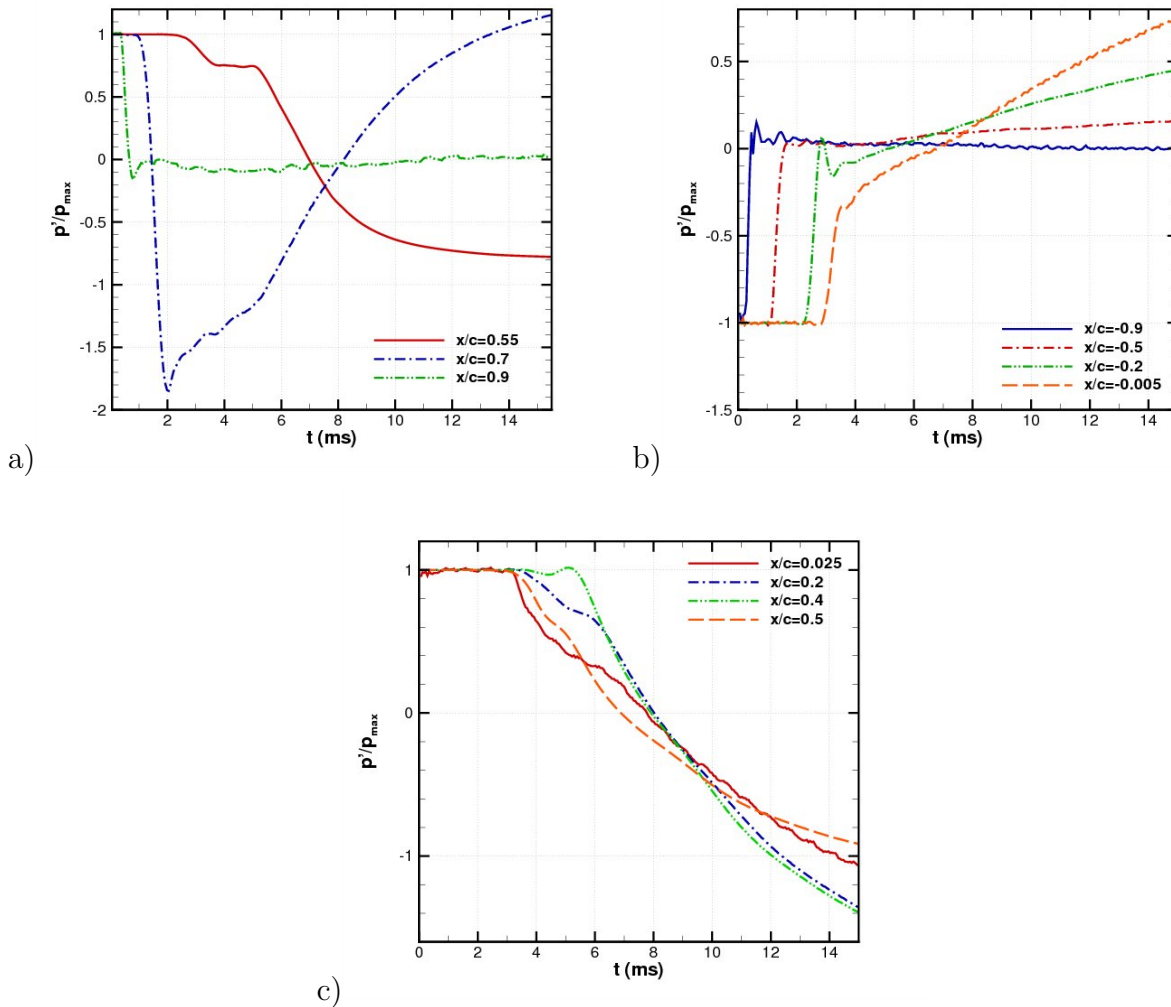 1
0.5
0
-0.5
-1
-1.5
-2
p'/pmax
2 4 6 8 10 12 14
t (ms)
x/c=0.55
x/c=0.7
x/c=0.9
a)
0.5
0
-0.5
-1
-1.5
p'/pmax
0 2 4 6 8 10 12 14
t (ms)
x/c=-0.9
x/c=-0.5
x/c=-0.2
x/c=-0.005
b)
1
0
-1
p'/pmax
0 2 4 6 8 10 12 14
t (ms)
x/c=0.025
x/c=0.2
x/c=0.4
x/c=0.5
c)